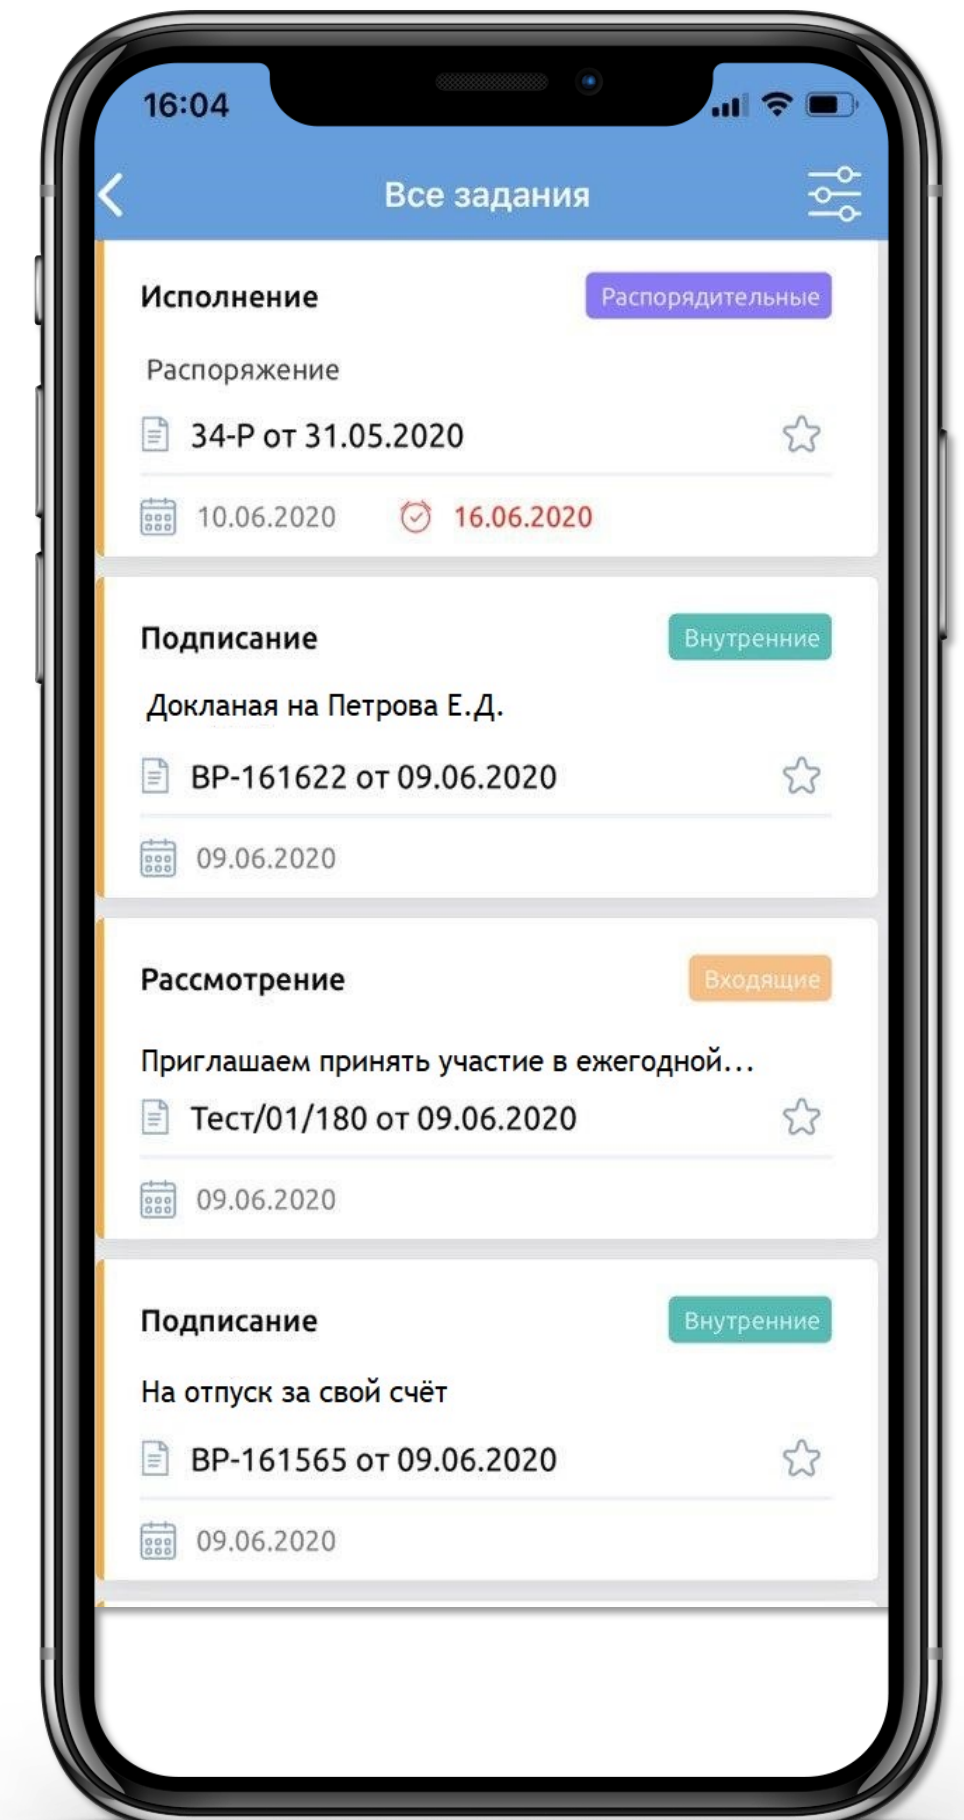 16:04
Все задания
Исполнение
Распорядительные
Распоряжение
34-Р от 31.05.2020
10.06.2020 16.06.2020
Подписание
Внутренние
Докланая на Петрова Е.Д.
ВР-161622 от 09.06.2020
09.06.2020
Рассмотрение
Входящие
Приглашаем принять участие в ежегодной...
Тест/01/180 от 09.06.2020
09.06.2020
Подписание
Внутренние
На отпуск за свой счёт
ВР-161565 от 09.06.2020
09.06.2020